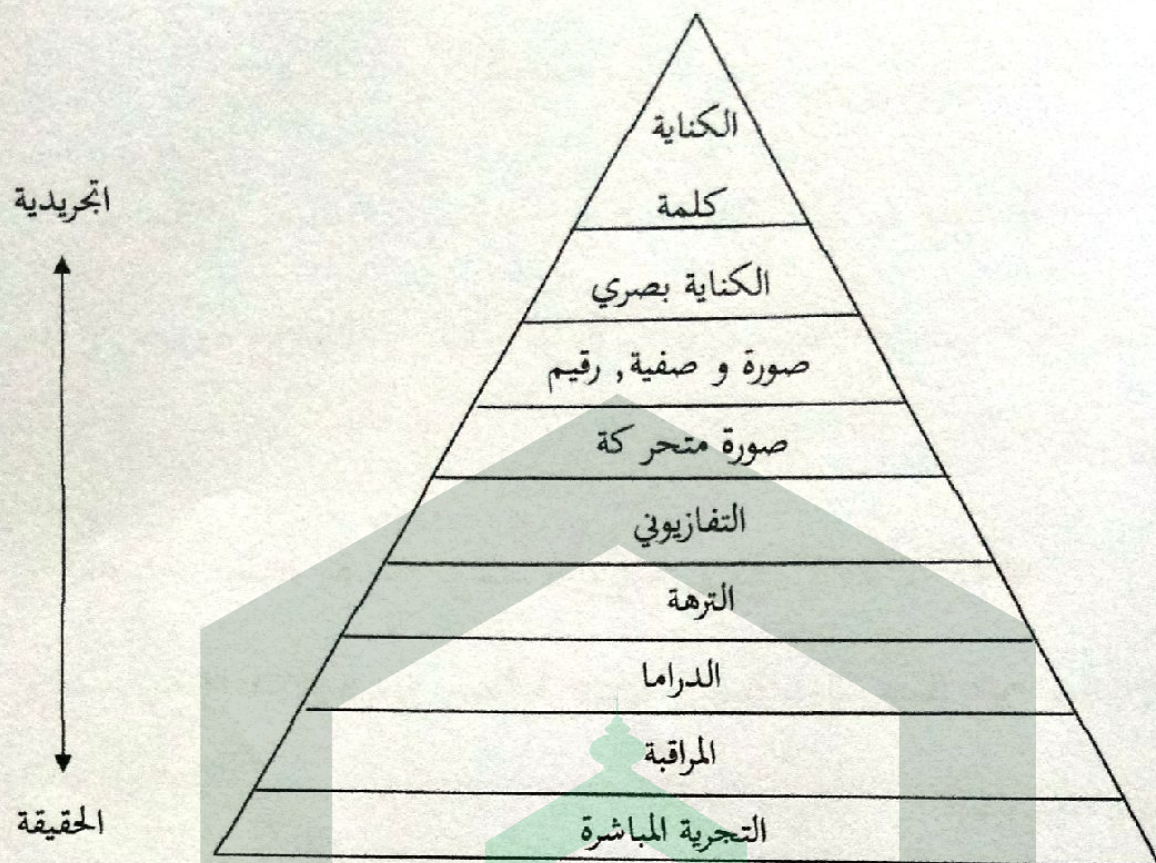 الكناية
كلمة
الكناية بصري
صورة و صفية, رقيم
صورة متحر كة
التفازيوني
الترهة
الدراما
المراقبة
التجرية المباشرة
اتجريدية
الحقيقة